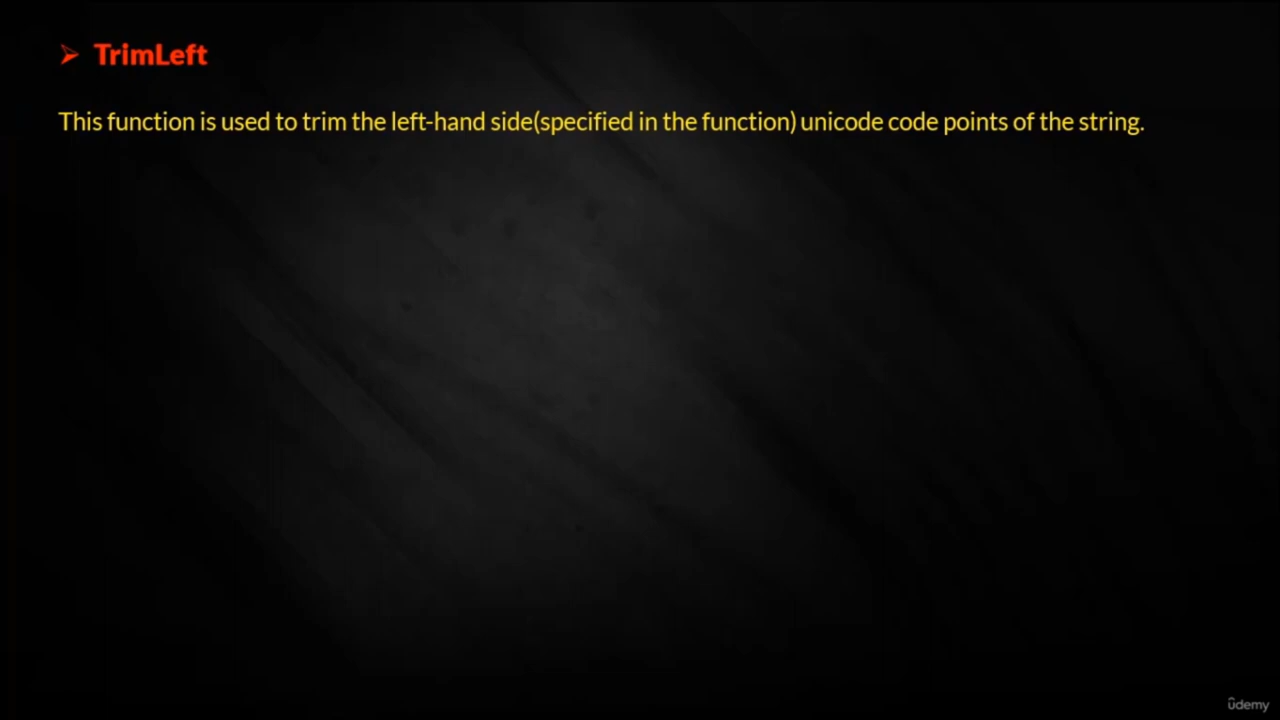 ➢ TrimLeft
This function is used to trim the left-hand side(specified in the function) unicode code points of the string.
ûdemy